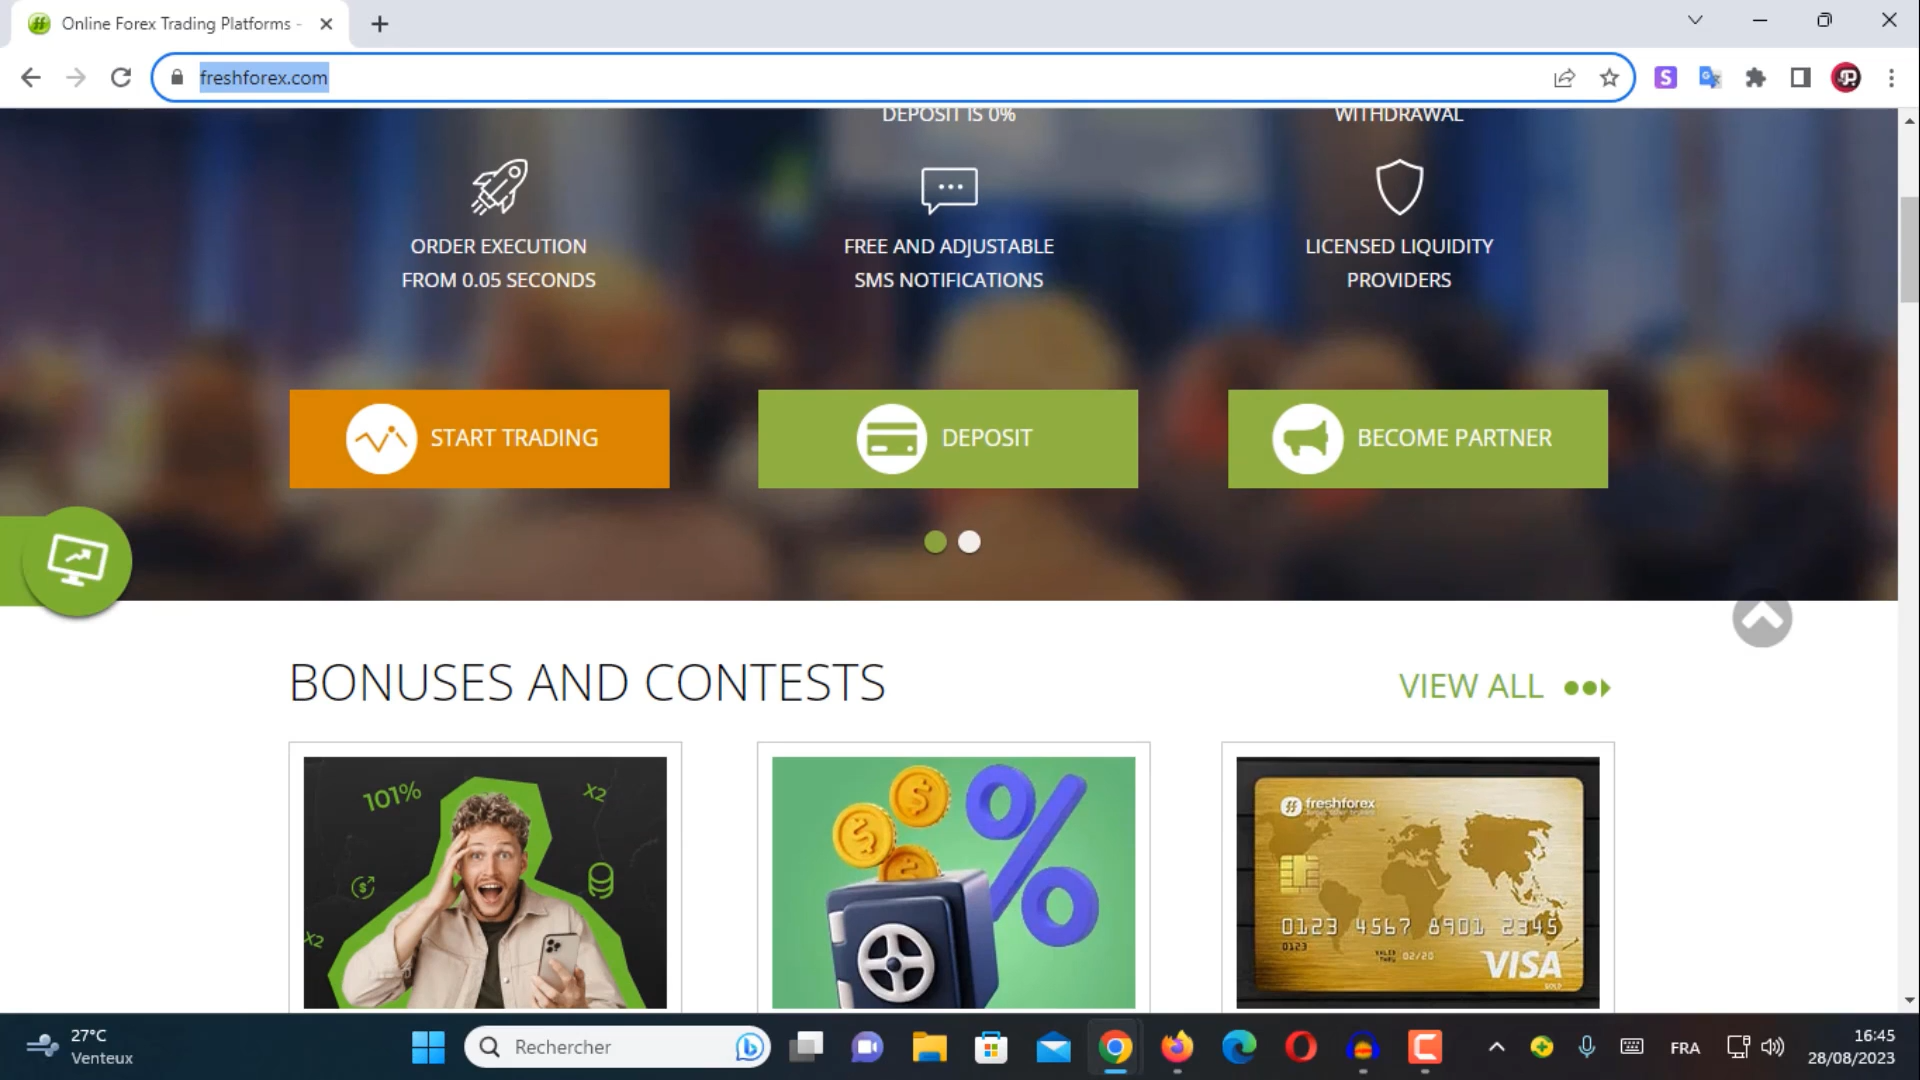 Online Forex Trading Platforms -
freshforex.com
DEPOSIT IS 0%
WITHDRAWAL
ORDER EXECUTION
FROM 0.05 SECONDS
FREE AND ADJUSTABLE
SMS NOTIFICATIONS
LICENSED LIQUIDITY
PROVIDERS
START TRADING
DEPOSIT
BECOME PARTNER
BONUSES AND CONTESTS
VIEW ALL
101%
X2
X2
freshforex
0123 4567 8901 2345
0123
02/20
VISA
GOLD
27°C
Venteux
Rechercher
FRA
16:45
28/08/2023